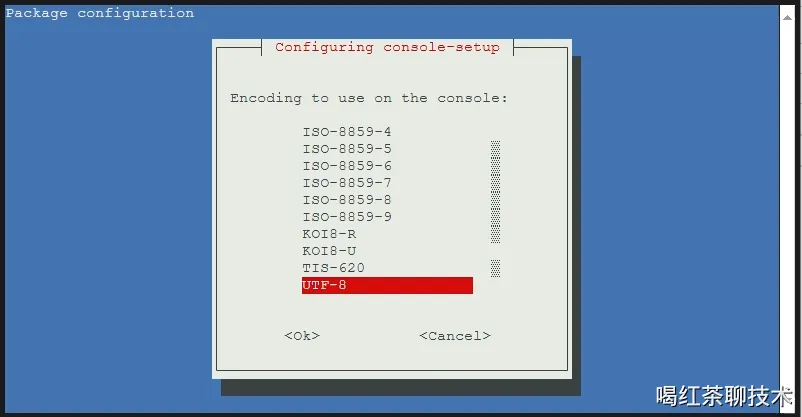 Package configuration
Configuring console-setup
Encoding to use on the console:
ISO-8859-4
ISO-8859-5
ISO-8859-6
ISO-8859-7
ISO-8859-8
ISO-8859-9
KOI8-R
KOI8-U
TIS-620
UTF-8
<Ok> <Cancel>
喝红茶聊技术